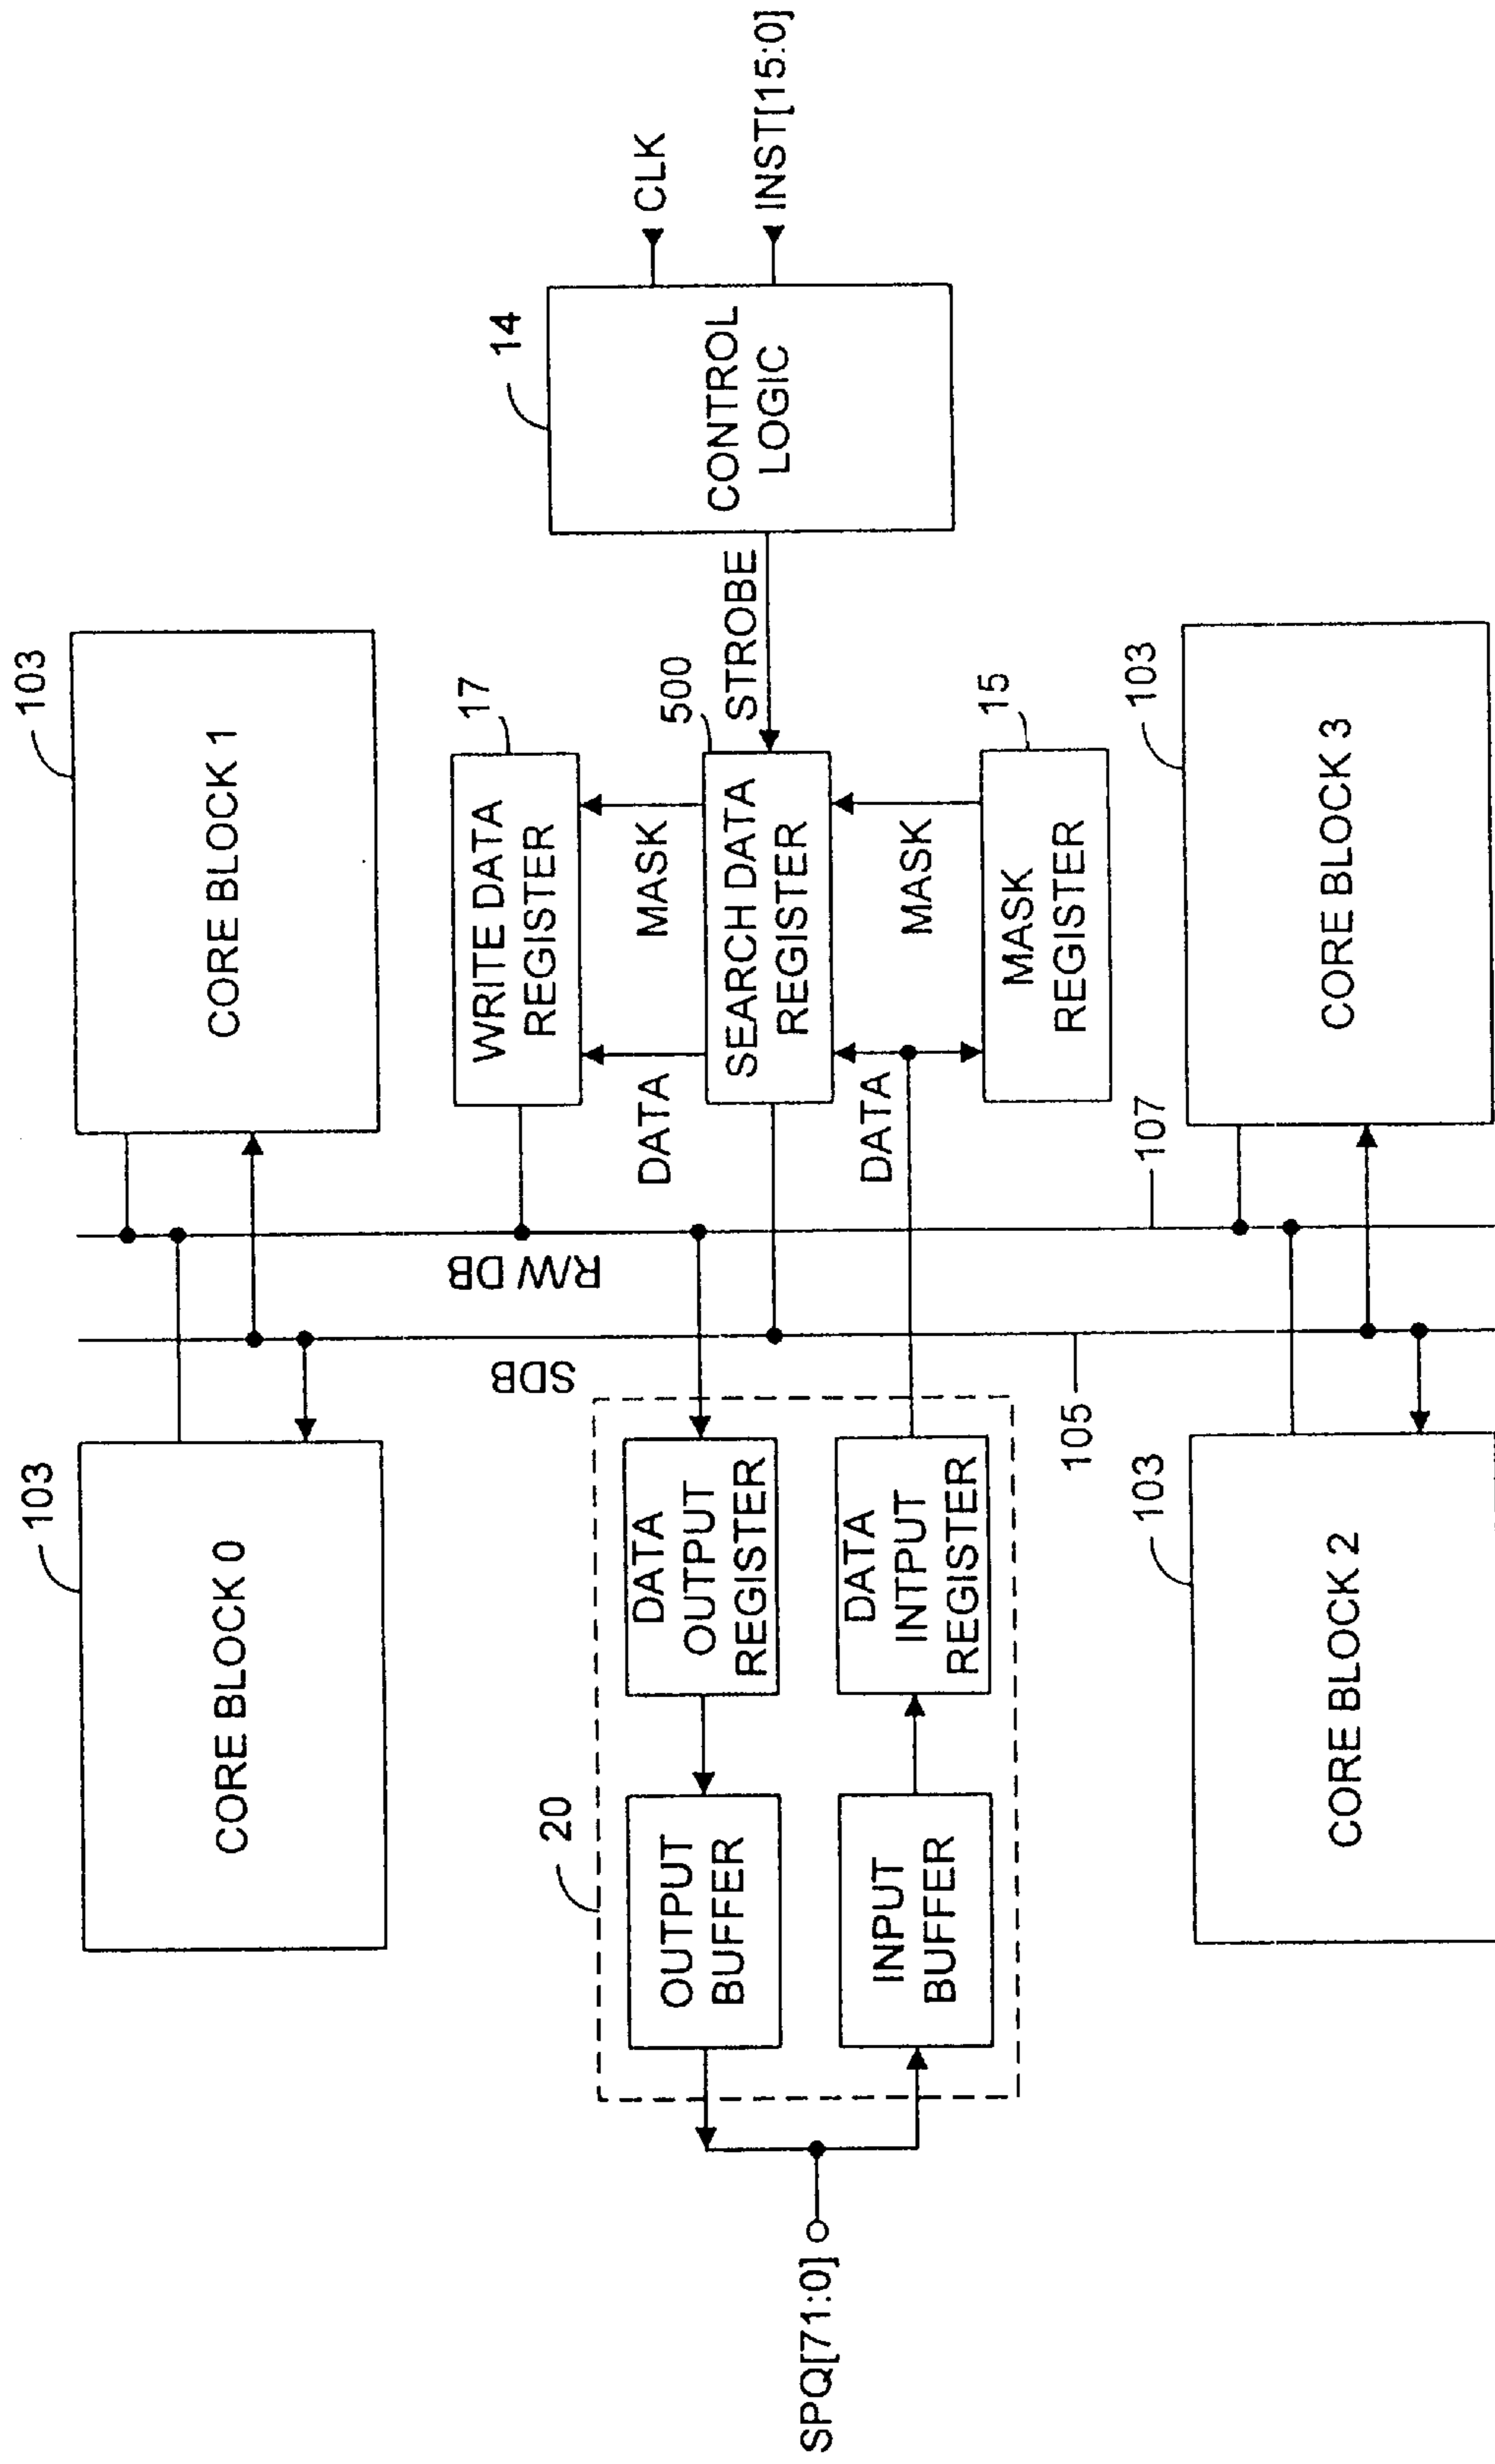 103
CORE BLOCK 0
103
CORE BLOCK 1
SDB
R/W DB
20
OUTPUT
BUFFER
DATA
OUTPUT
REGISTER
INPUT
BUFFER
DATA
INTPUT
REGISTER
SPQ[71:0]
17
WRITE DATA
REGISTER
DATA
MASK
500
SEARCH DATA
REGISTER
STROBE
DATA
MASK
15
MASK
REGISTER
14
CONTROL
LOGIC
CLK
INST[15:0]
105
107
103
CORE BLOCK 2
103
CORE BLOCK 3